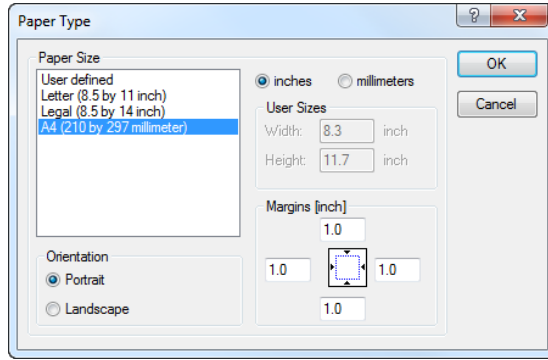 Paper Type
Paper Size
User defined
Letter (8.5 by 11 inch)
Legal (8.5 by 14 inch)
A4 (210 by 297 millimeter)
Orientation
Portrait
Landscape
inches millimeters
User Sizes
Width: 8.3 inch
Height: 11.7 inch
Margins [inch]
1.0
1.0 1.0
1.0
OK
Cancel